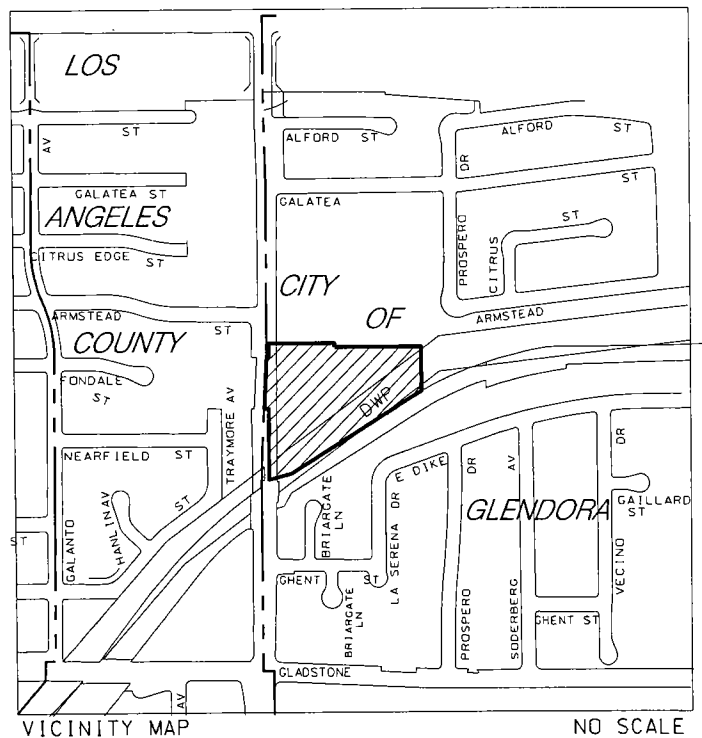 LOS
ALFORD ST
ALFORD ST
ST
AV
DR
ST
GALATEA ST
GALATEA
ANGELES
ST
PROSPERO
CITRUS
CITRUS EDGE ST
CITY
OF
ARMSTEAD
ARMSTEAD
ST
COUNTY
FONDALE
ST
TRAYMORE AV
DWP
NEARFIELD ST
E DIKE
DR
AV
DR
GLENDORA
GAILLARD
ST
HANLIN AV
ST
BRIARGATE
LN
ST
GALANTO
LA SERENA DR
GHENT ST
BRIARGATE
LN
PROSPERO
SODERBERG
GHENT ST
VECINO
GLADSTONE
AV
VICINITY MAP
NO SCALE